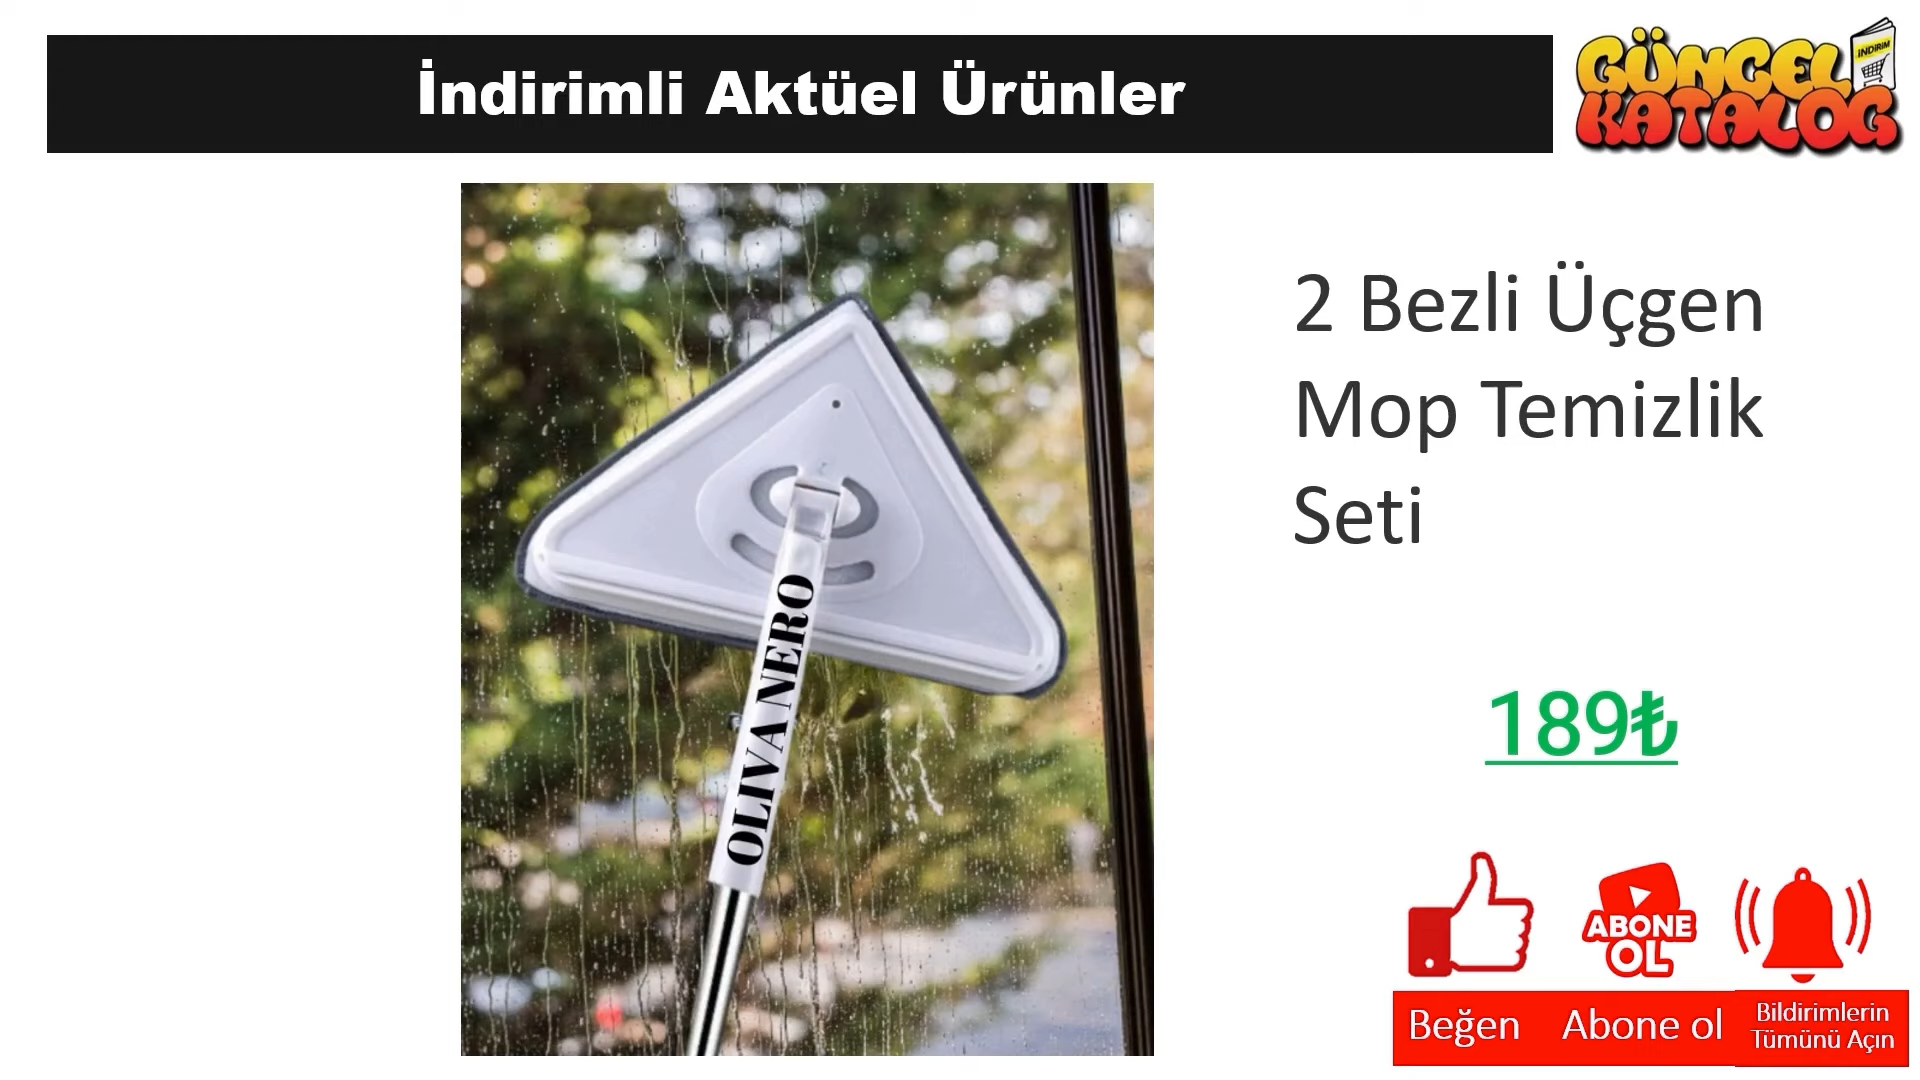 İndirimli Aktüel Ürünler
GÜNCEL
KATALOG
İNDİRİM
2 Bezli Üçgen
Mop Temizlik
Seti
OLIVA NERO
189₺
ABONE
OL
Beğen
Abone ol
Bildirimlerin
Tümünü Açın